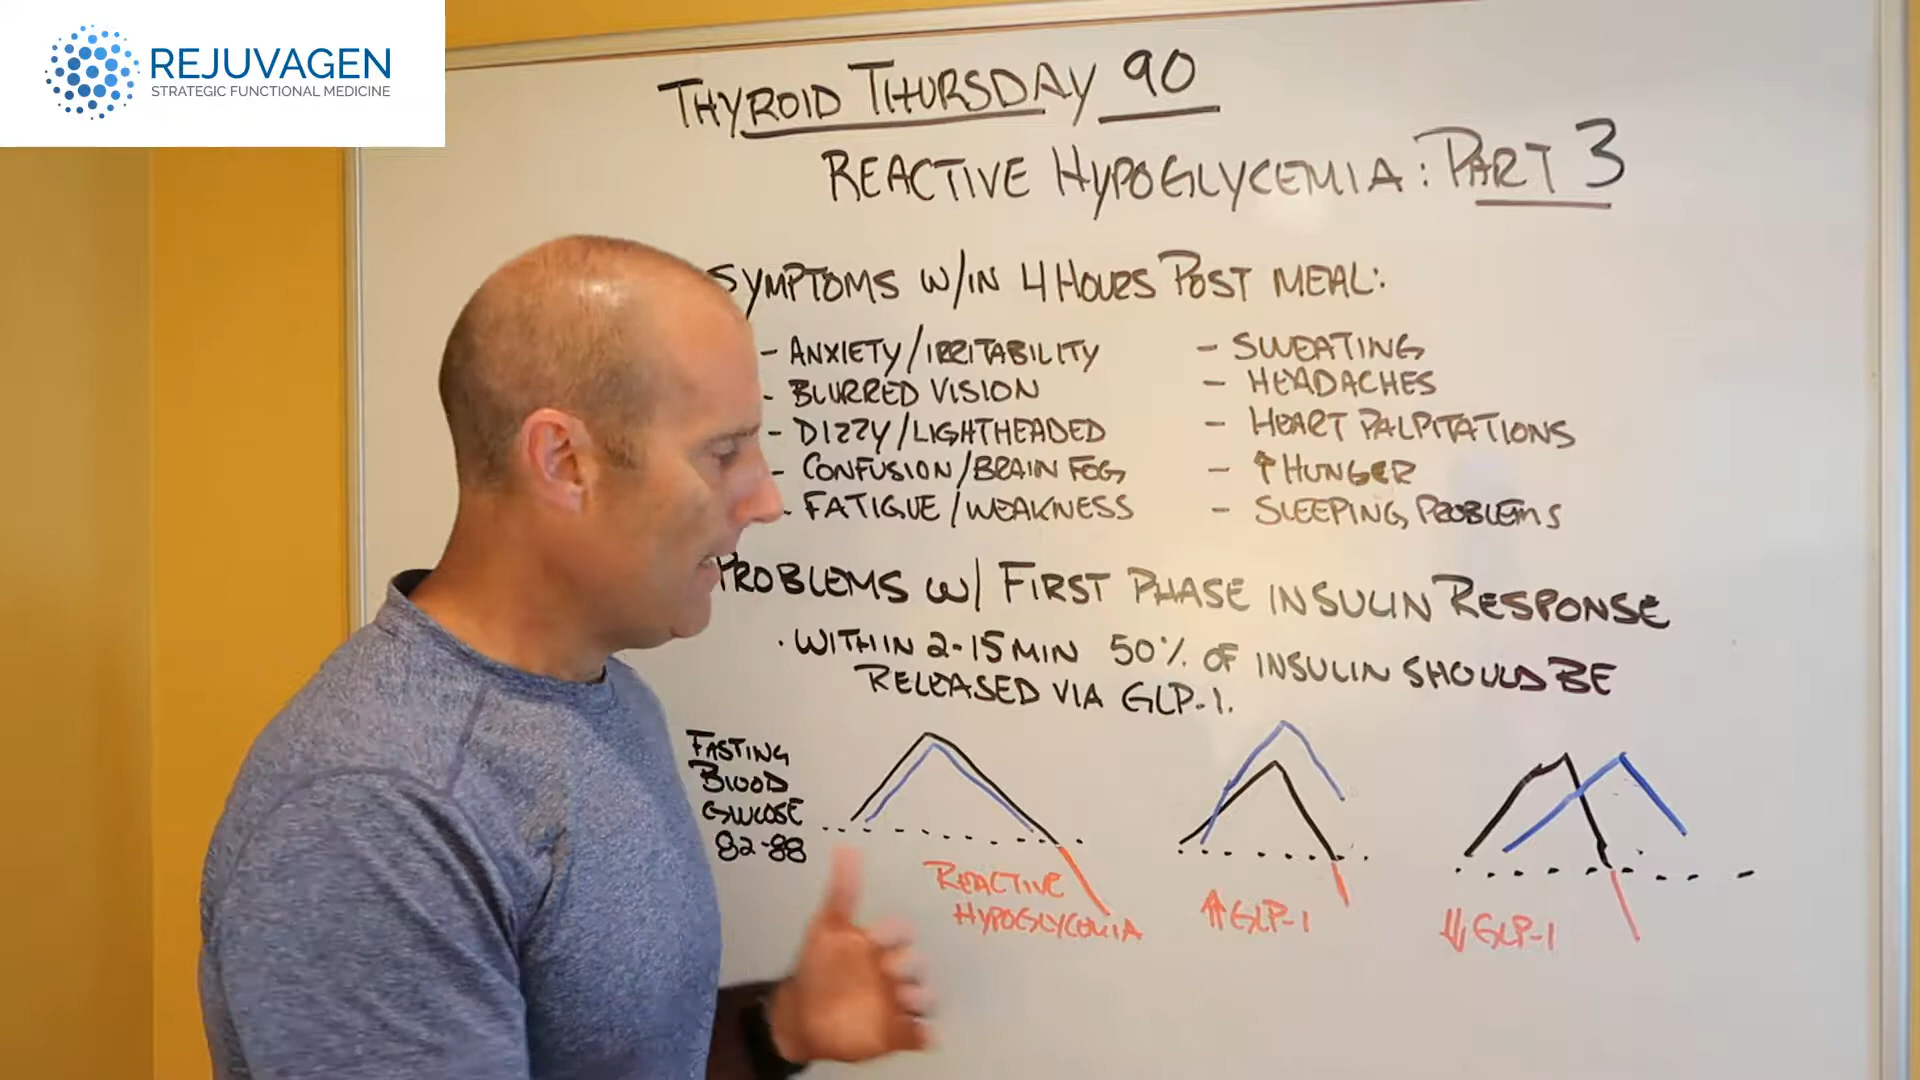 REJUVAGEN
STRATEGIC FUNCTIONAL MEDICINE
THYROID THURSDAY 90
REACTIVE HYPOGLYCEMIA: PART 3
SYMPTOMS W/IN 4 HOURS POST MEAL:
- ANXIETY/IRRITABILITY
- BLURRED VISION
- DIZZY/LIGHTHEADED
- CONFUSION/BRAIN FOG
- FATIGUE/WEAKNESS
- SWEATING
- HEADACHES
- HEART PALPITATIONS
- ↑ HUNGER
- SLEEPING PROBLEMS
PROBLEMS W/ FIRST PHASE INSULIN RESPONSE
· WITHIN 2-15 MIN 50% OF INSULIN SHOULD BE
RELEASED VIA GLP-1.
FASTING
BLOOD
GLUCOSE
82-88
REACTIVE
HYPOGLYCEMIA
⇑ GLP-1
⇓ GLP-1